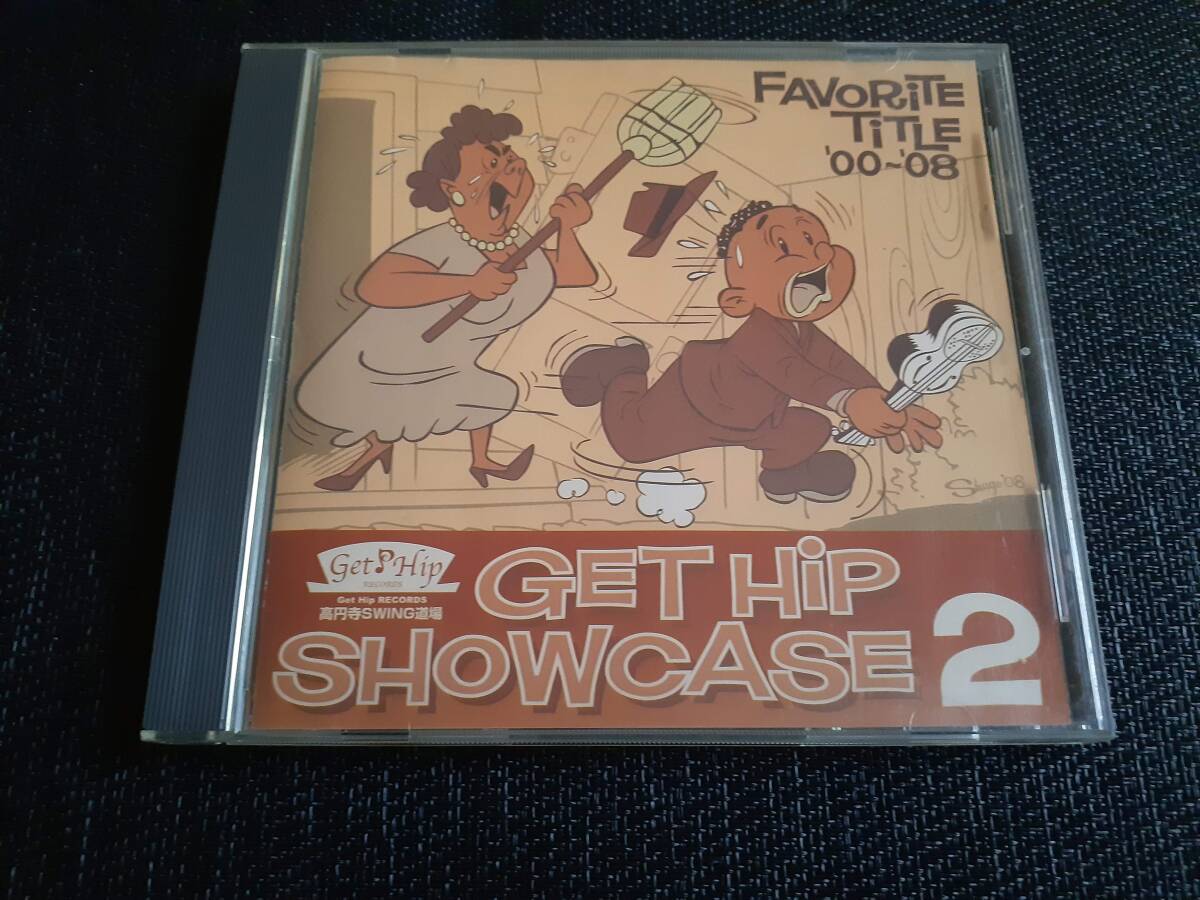 FAVORiTE
TiTLE
'00~'08
Shugo '08
Get Hip
RECORDS
Get Hip RECORDS
高円寺SWING道場
GET HiP
SHOWCASE 2